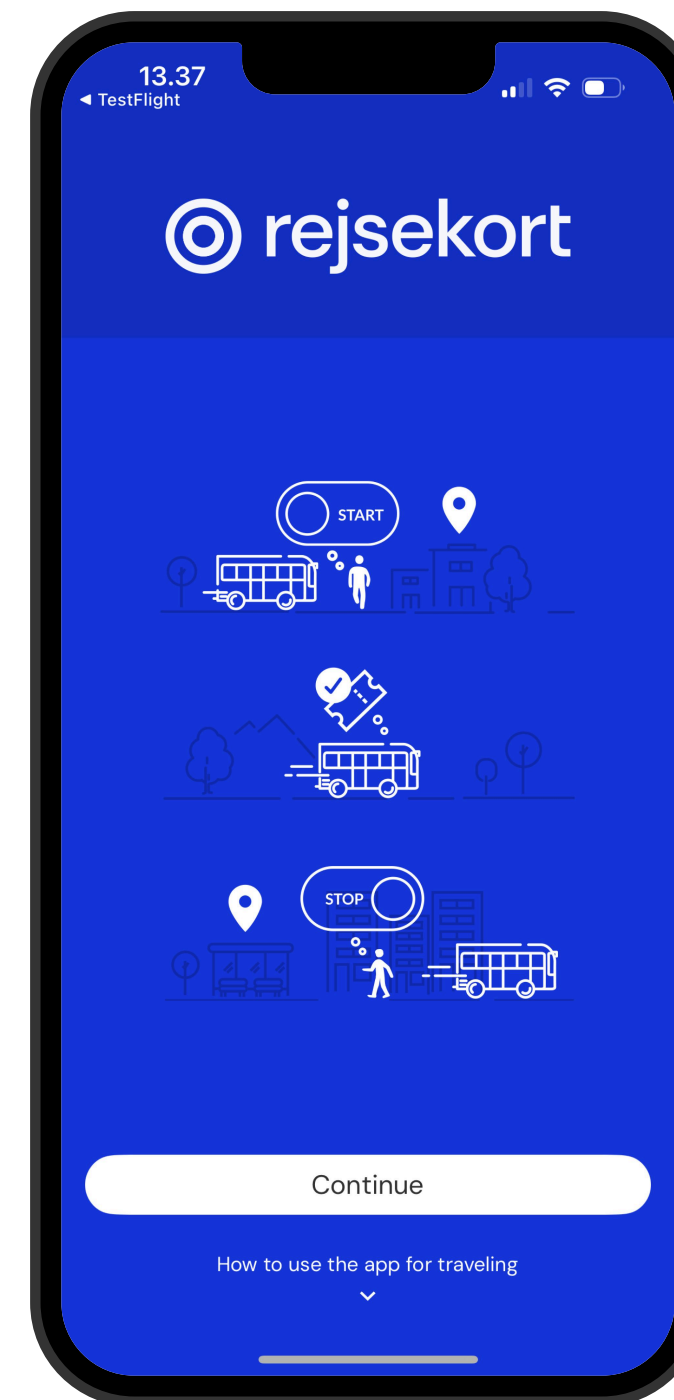 13.37
◀ TestFlight
rejsekort
START
STOP
Continue
How to use the app for traveling